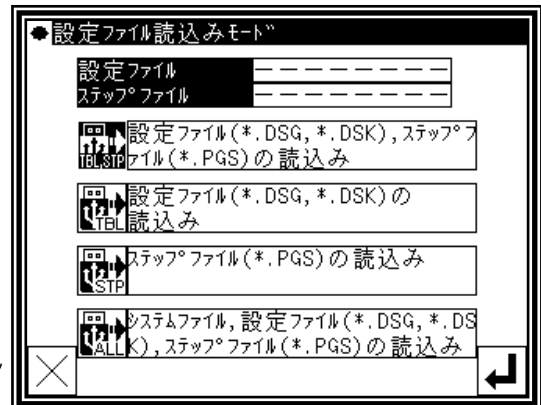 設定ファイル読込みモード
設定ファイル －－－－－－－－
ステップファイル －－－－－－－－
設定ファイル(*.DSG,*.DSK),ステップフ
ァイル(*.PGS)の読込み
TBL,STP
設定ファイル(*.DSG,*.DSK)の
読込み
TBL
ステップファイル(*.PGS)の読込み
STP
システムファイル,設定ファイル(*.DSG,*.DS
K),ステップファイル(*.PGS)の読込み
ALL